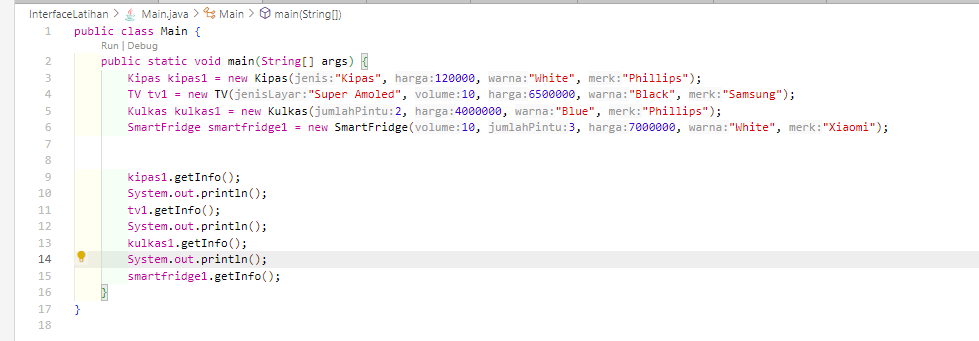 InterfaceLatihan > Main.java > Main > main(String[])
1 public class Main {
Run | Debug
2 public static void main(String[] args) {
3 Kipas kipas1 = new Kipas(jenis:"Kipas", harga:120000, warna:"White", merk:"Phillips");
4 TV tv1 = new TV(jenisLayar:"Super Amoled", volume:10, harga:6500000, warna:"Black", merk:"Samsung");
5 Kulkas kulkas1 = new Kulkas(jumlahPintu:2, harga:4000000, warna:"Blue", merk:"Phillips");
6 SmartFridge smartfridge1 = new SmartFridge(volume:10, jumlahPintu:3, harga:7000000, warna:"White", merk:"Xiaomi");
7
8
9 kipas1.getInfo();
10 System.out.println();
11 tv1.getInfo();
12 System.out.println();
13 kulkas1.getInfo();
14 System.out.println();
15 smartfridge1.getInfo();
16 }
17 }
18